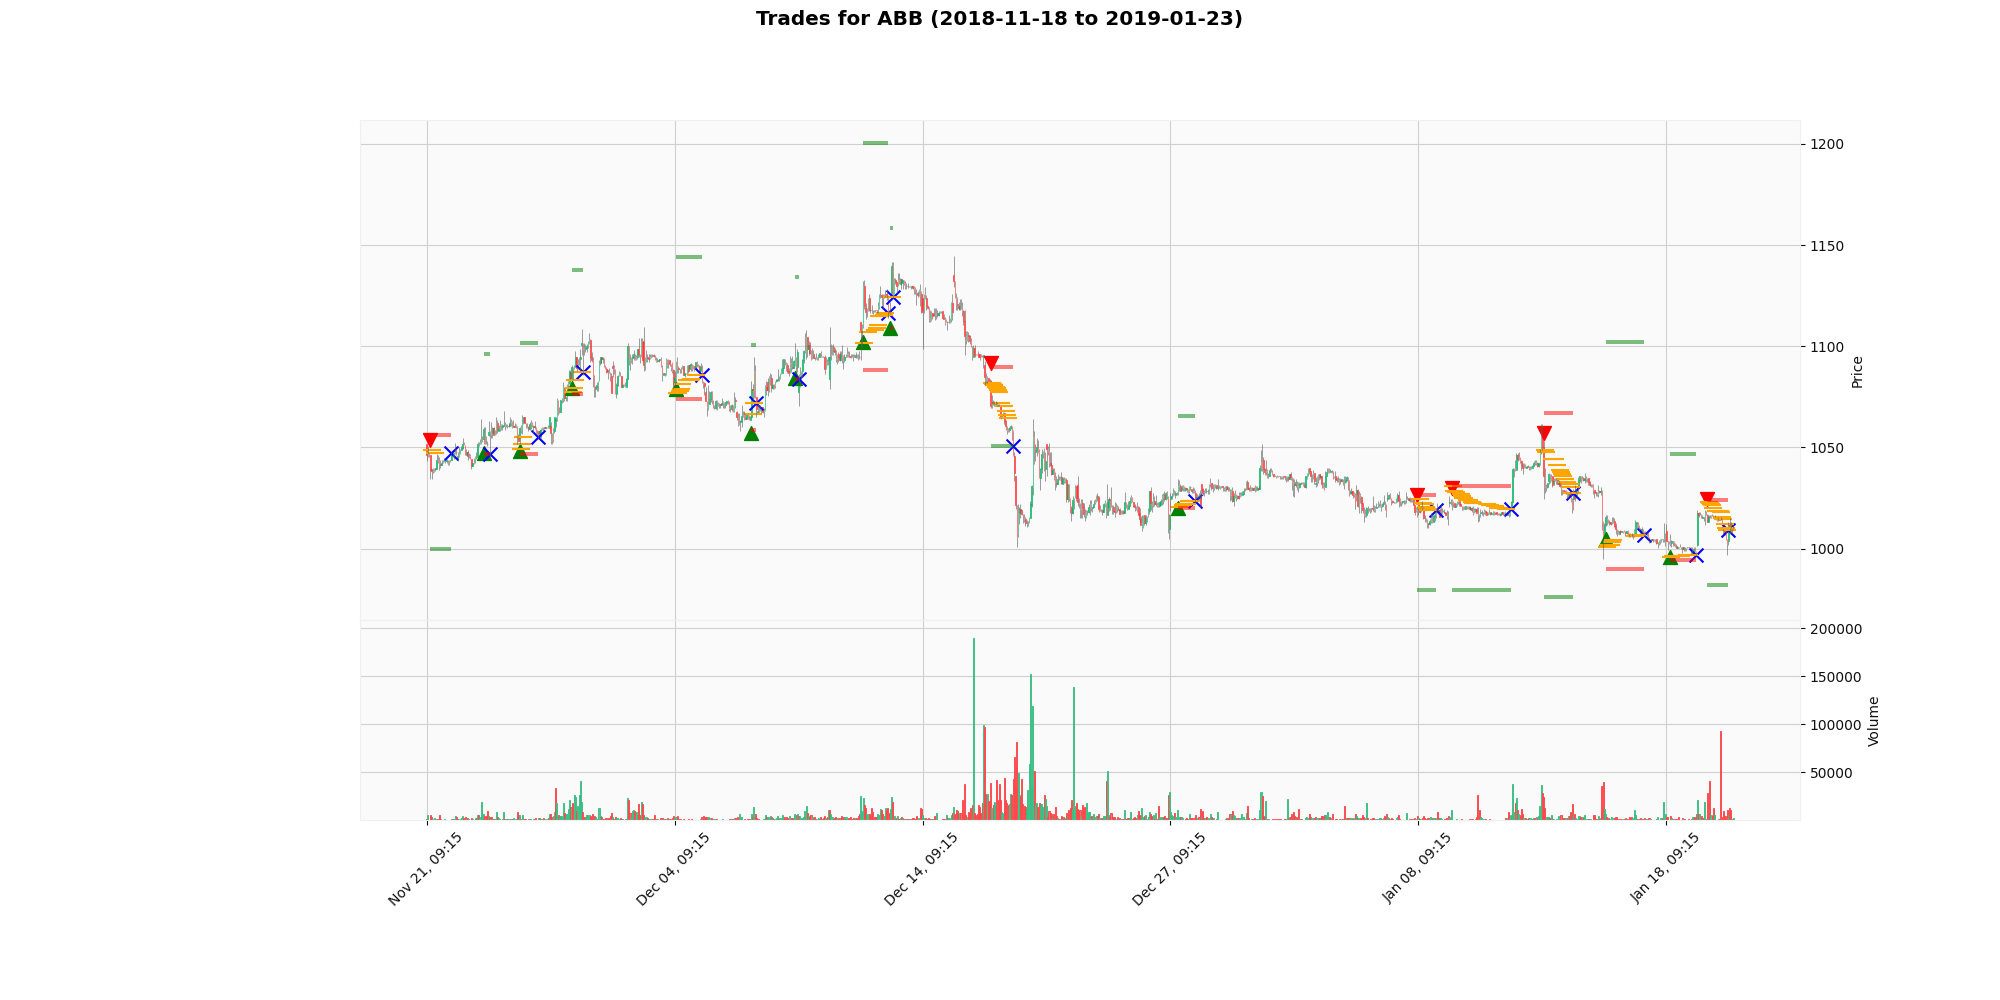 Trades for ABB (2018-11-18 to 2019-01-23)
1200
1150
1100
1050
1000
Price
200000
150000
100000
50000
Volume
Nov 21, 09:15
Dec 04, 09:15
Dec 14, 09:15
Dec 27, 09:15
Jan 08, 09:15
Jan 18, 09:15